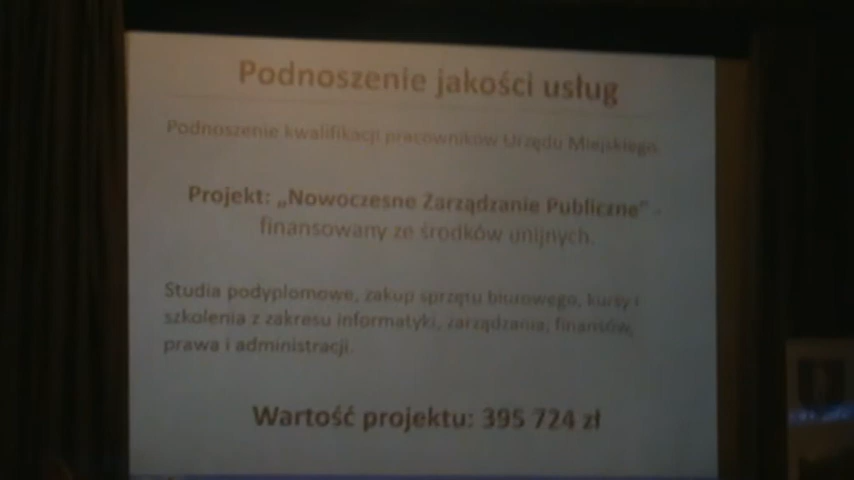 Podnoszenie jakości usług
Podnoszenie kwalifikacji pracowników Urzędu Miejskiego.
Projekt: „Nowoczesne Zarządzanie Publiczne" -
finansowany ze środków unijnych.
Studia podyplomowe, zakup sprzętu biurowego, kursy i
szkolenia z zakresu informatyki, zarządzania, finansów,
prawa i administracji.
Wartość projektu: 395 724 zł